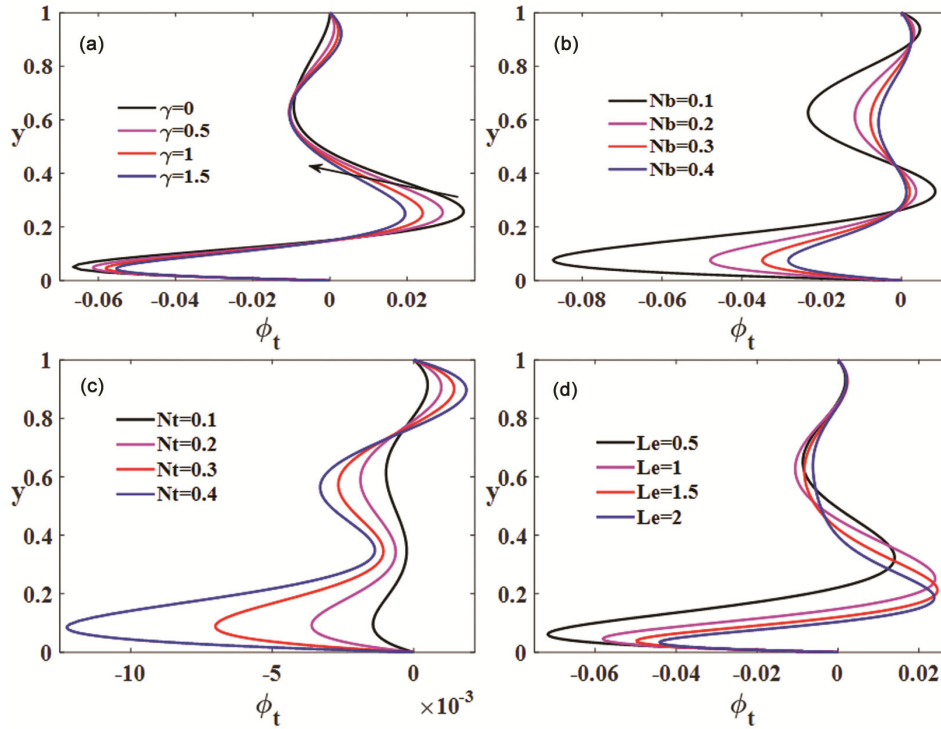 (a)
y
1
0.8
0.6
0.4
0.2
0
γ=0
γ=0.5
γ=1
γ=1.5
-0.06 -0.04 -0.02 0 0.02
ϕt
(b)
y
1
0.8
0.6
0.4
0.2
0
Nb=0.1
Nb=0.2
Nb=0.3
Nb=0.4
-0.08 -0.06 -0.04 -0.02 0
ϕt
(c)
y
1
0.8
0.6
0.4
0.2
0
Nt=0.1
Nt=0.2
Nt=0.3
Nt=0.4
-10 -5 0
×10-3
ϕt
(d)
y
1
0.8
0.6
0.4
0.2
0
Le=0.5
Le=1
Le=1.5
Le=2
-0.06 -0.04 -0.02 0 0.02
ϕt